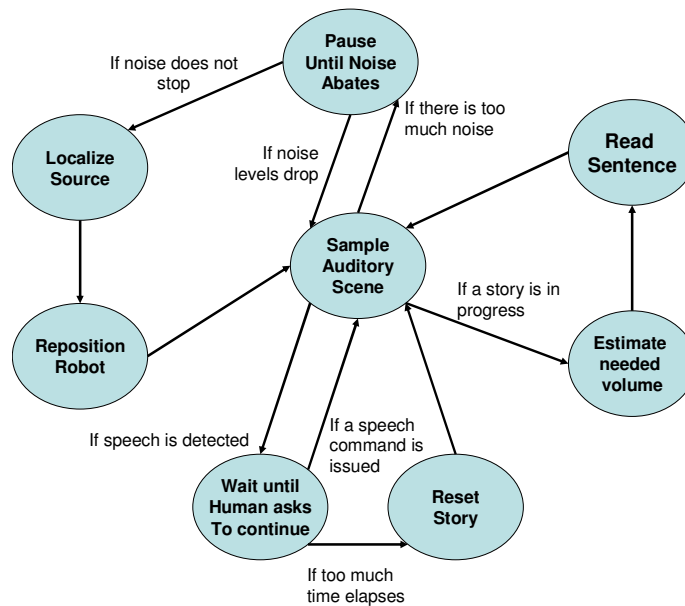 Pause
Until Noise
Abates
If noise does not
stop
If there is too
much noise
Localize
Source
If noise
levels drop
Read
Sentence
Sample
Auditory
Scene
If a story is in
progress
Reposition
Robot
Estimate
needed
volume
If speech is detected
If a speech
command is
issued
Wait until
Human asks
To continue
Reset
Story
If too much
time elapses